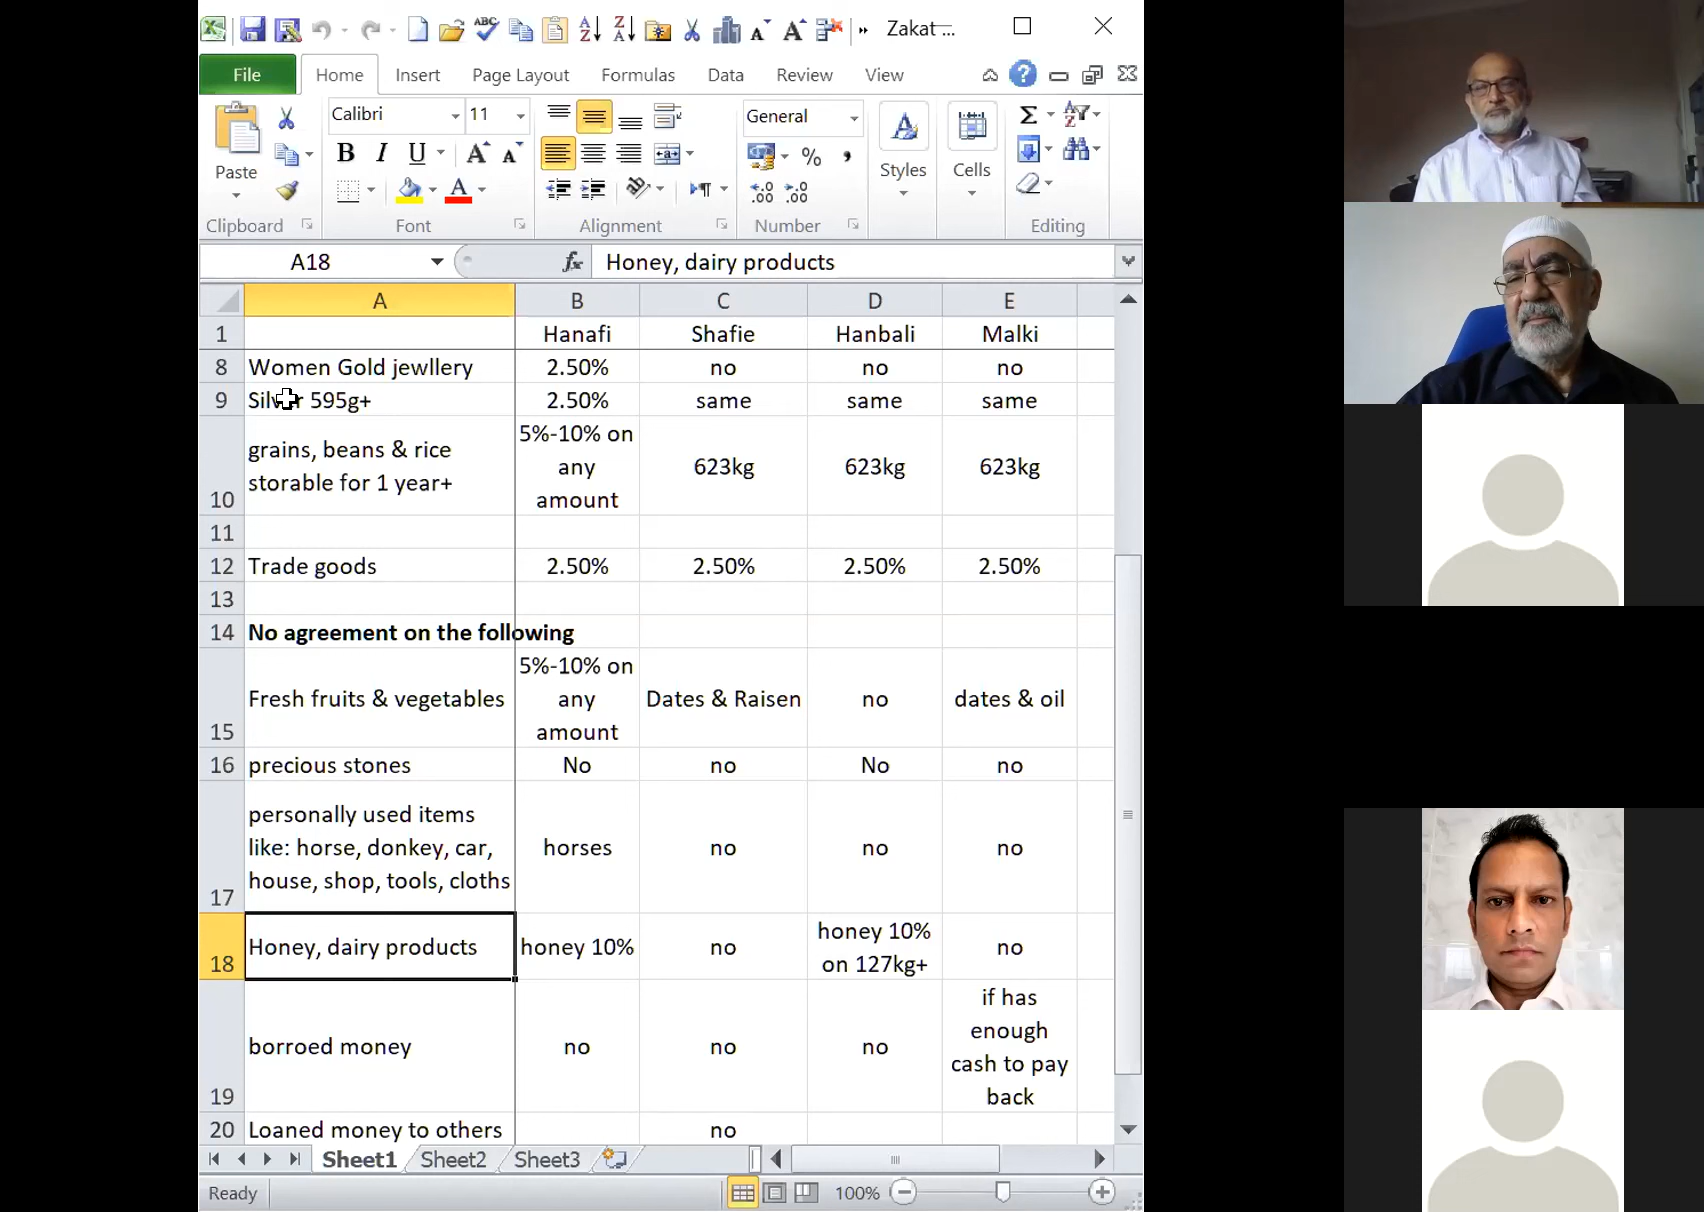 Zakat ...
File Home Insert Page Layout Formulas Data Review View
Calibri 11 General
Paste B I U A A % , Styles Cells Σ
Clipboard Font Alignment Number Editing
A18 fx Honey, dairy products
A B C D E
1 Hanafi Shafie Hanbali Malki
8 Women Gold jewllery 2.50% no no no
9 Silver 595g+ 2.50% same same same
10 grains, beans & rice storable for 1 year+ 5%-10% on any amount 623kg 623kg 623kg
11
12 Trade goods 2.50% 2.50% 2.50% 2.50%
13
14 No agreement on the following
15 Fresh fruits & vegetables 5%-10% on any amount Dates & Raisen no dates & oil
16 precious stones No no No no
17 personally used items like: horse, donkey, car, house, shop, tools, cloths horses no no no
18 Honey, dairy products honey 10% no honey 10% on 127kg+ no
19 borroed money no no no if has enough cash to pay back
20 Loaned money to others no
Sheet1 Sheet2 Sheet3
Ready 100%